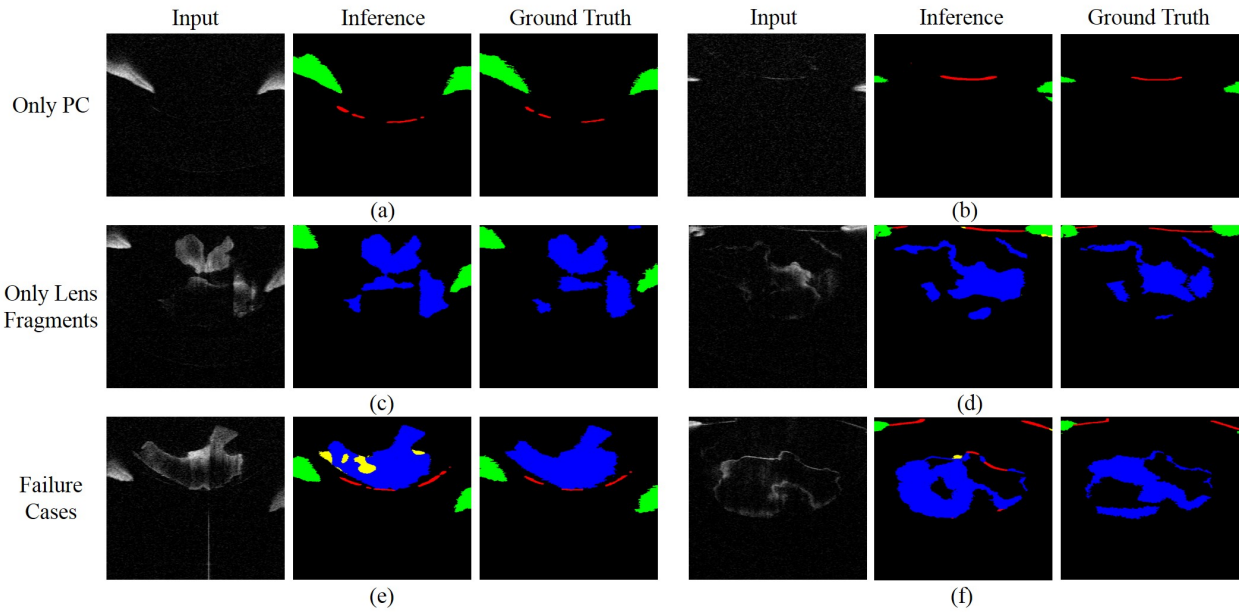 Input Inference Ground Truth Input Inference Ground Truth
Only PC
(a) (b)
Only Lens
Fragments
(c) (d)
Failure
Cases
(e) (f)